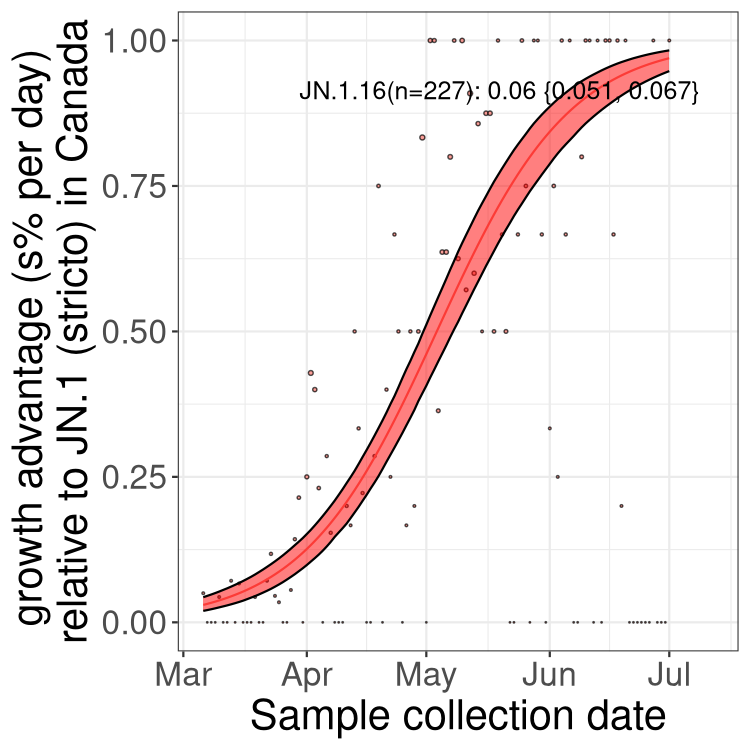 growth advantage (s% per day)
relative to JN.1 (stricto) in Canada
1.00
0.75
0.50
0.25
0.00
JN.1.16(n=227): 0.06 {0.051, 0.067}
Mar Apr May Jun Jul
Sample collection date